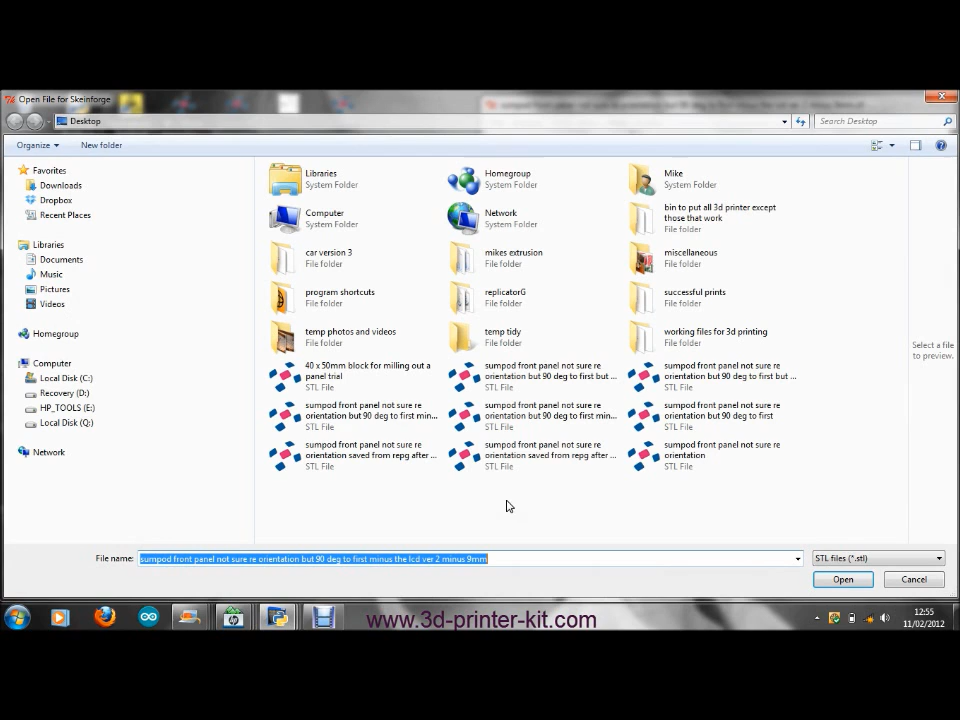 Open File for Skeinforge
Desktop
Search Desktop
Organize
New folder
Favorites
Downloads
Dropbox
Recent Places
Libraries
Documents
Music
Pictures
Videos
Homegroup
Computer
Local Disk (C:)
Recovery (D:)
HP_TOOLS (E:)
Local Disk (Q:)
Network
Libraries
System Folder
Homegroup
System Folder
Mike
System Folder
Computer
System Folder
Network
System Folder
bin to put all 3d printer except
those that work
File folder
car version 3
File folder
mikes extrusion
File folder
miscellaneous
File folder
program shortcuts
File folder
replicatorG
File folder
successful prints
File folder
temp photos and videos
File folder
temp tidy
File folder
working files for 3d printing
File folder
40 x 50mm block for milling out a
panel trial
STL File
sumpod front panel not sure re
orientation but 90 deg to first but ...
STL File
sumpod front panel not sure re
orientation but 90 deg to first but ...
STL File
sumpod front panel not sure re
orientation but 90 deg to first min...
STL File
sumpod front panel not sure re
orientation but 90 deg to first min...
STL File
sumpod front panel not sure re
orientation but 90 deg to first
STL File
sumpod front panel not sure re
orientation saved from repg after ...
STL File
sumpod front panel not sure re
orientation saved from repg after ...
STL File
sumpod front panel not sure re
orientation
STL File
Select a file
to preview.
File name:
sumpod front panel not sure re orientation but 90 deg to first minus the lcd ver 2 minus 9mm
STL files (*.stl)
Open
Cancel
www.3d-printer-kit.com
12:55
11/02/2012